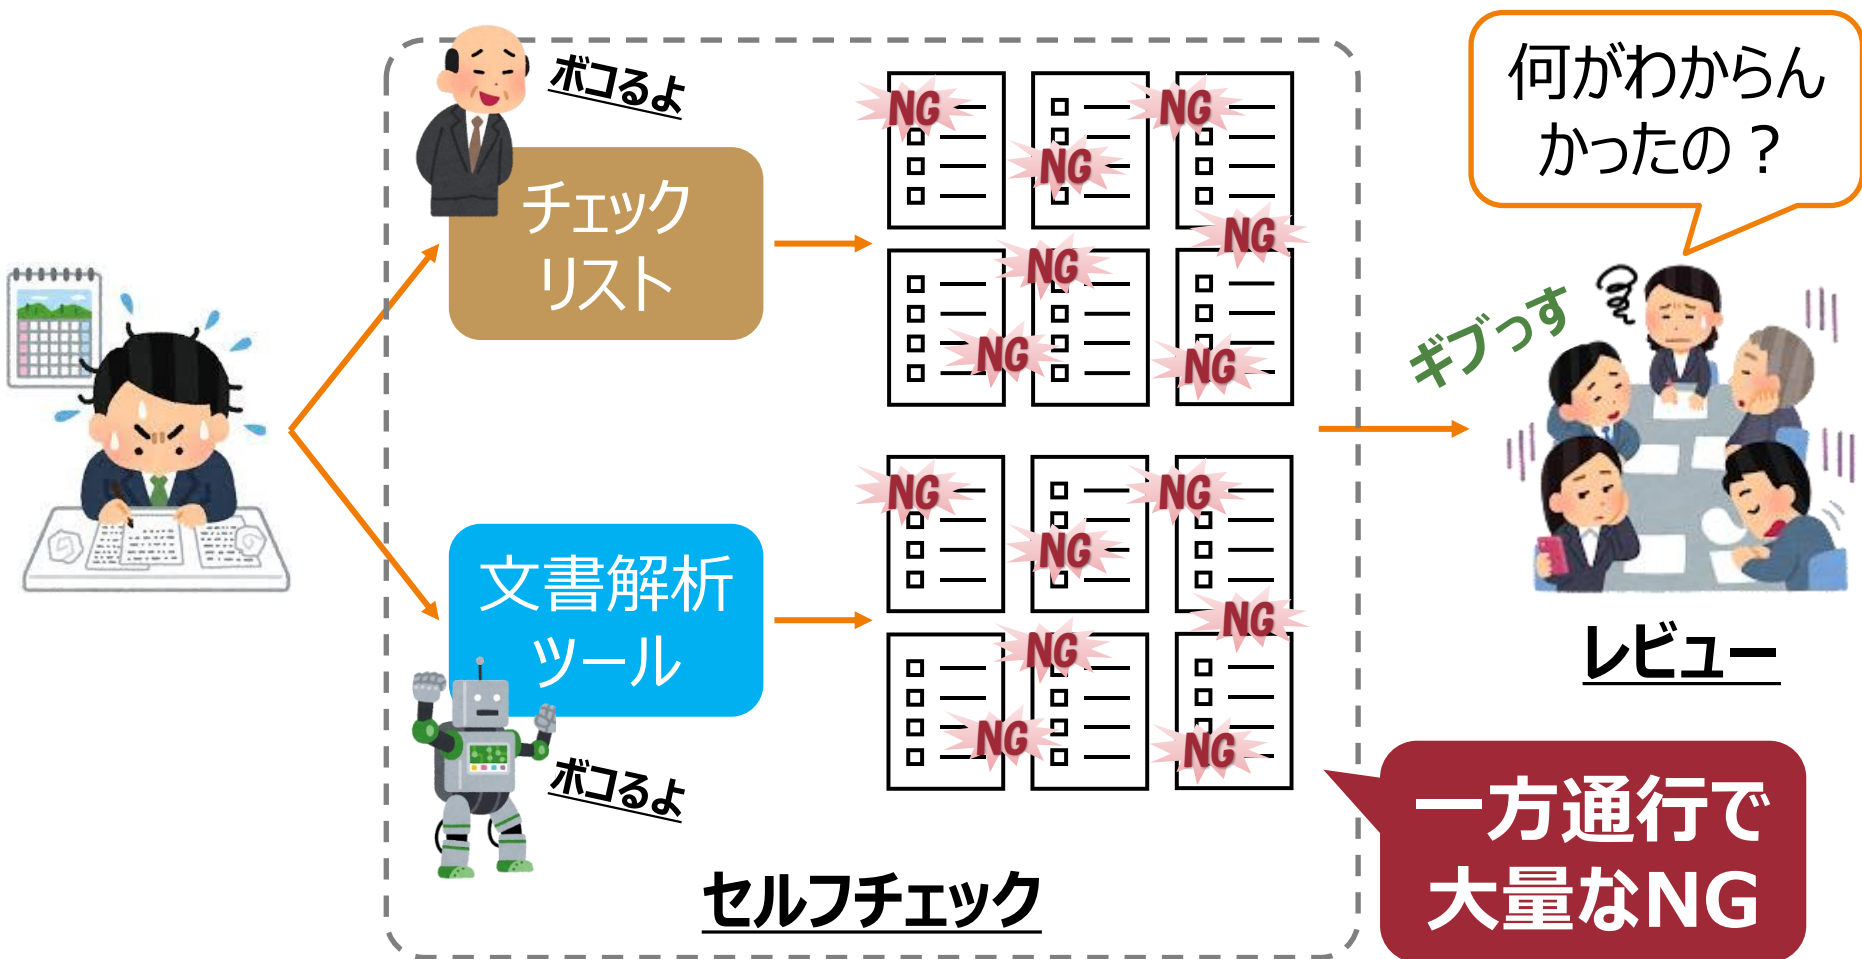 ボコるよ
チェック
リスト
NG
NG
NG
NG
NG
NG
NG
文書解析
ツール
ボコるよ
NG
NG
NG
NG
NG
NG
NG
セルフチェック
何がわからん
かったの？
ギブっす
レビュー
一方通行で
大量なNG